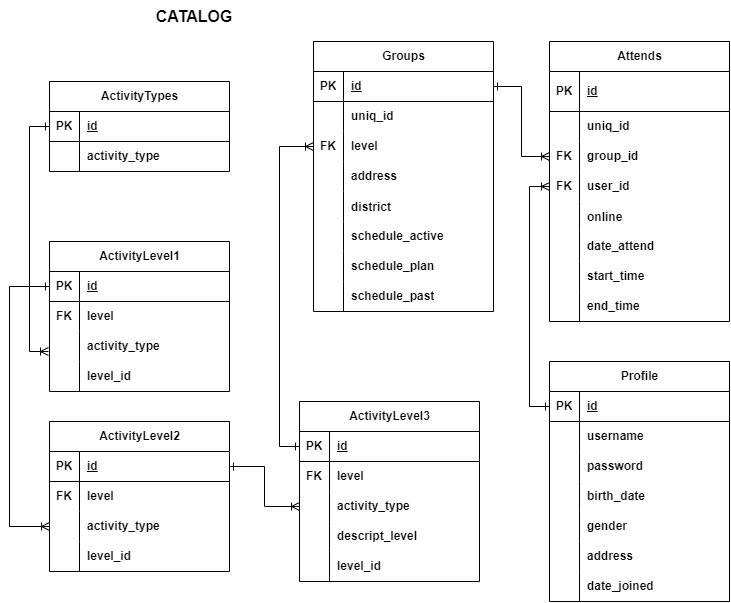 CATALOG
ActivityTypes
PK id
activity_type
ActivityLevel1
PK id
FK level
activity_type
level_id
ActivityLevel2
PK id
FK level
activity_type
level_id
Groups
PK id
uniq_id
FK level
address
district
schedule_active
schedule_plan
schedule_past
ActivityLevel3
PK id
FK level
activity_type
descript_level
level_id
Attends
PK id
uniq_id
FK group_id
FK user_id
online
date_attend
start_time
end_time
Profile
PK id
username
password
birth_date
gender
address
date_joined